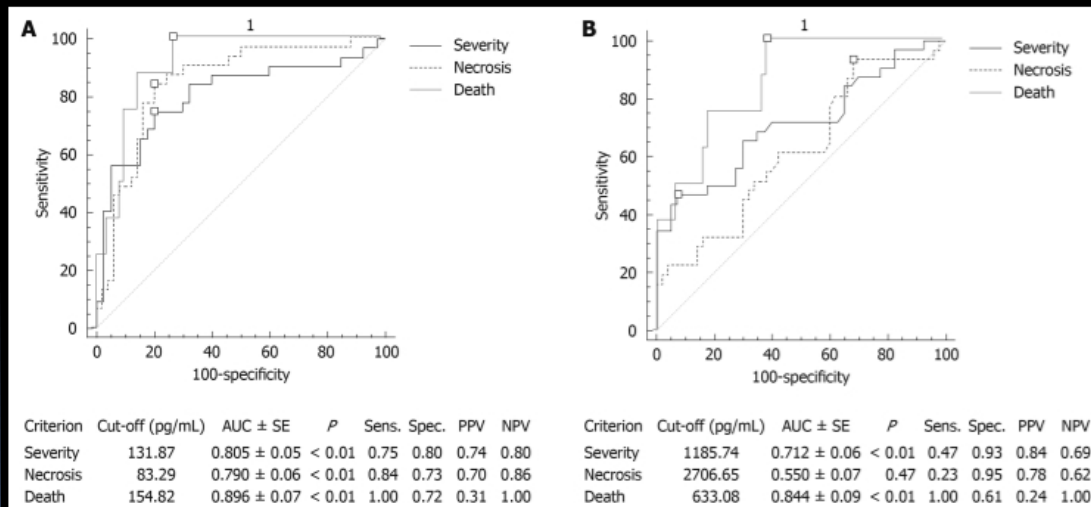 A
1
100
80
60
40
20
0
Sensitivity
0 20 40 60 80 100
100-specificity
Severity
Necrosis
Death
Criterion Cut-off (pg/mL) AUC ± SE P Sens. Spec. PPV NPV
Severity 131.87 0.805 ± 0.05 < 0.01 0.75 0.80 0.74 0.80
Necrosis 83.29 0.790 ± 0.06 < 0.01 0.84 0.73 0.70 0.86
Death 154.82 0.896 ± 0.07 < 0.01 1.00 0.72 0.31 1.00
B
1
100
80
60
40
20
0
Sensitivity
0 20 40 60 80 100
100-specificity
Severity
Necrosis
Death
Criterion Cut-off (pg/mL) AUC ± SE P Sens. Spec. PPV NPV
Severity 1185.74 0.712 ± 0.06 < 0.01 0.47 0.93 0.84 0.69
Necrosis 2706.65 0.550 ± 0.07 0.47 0.23 0.95 0.78 0.62
Death 633.08 0.844 ± 0.09 < 0.01 1.00 0.61 0.24 1.00